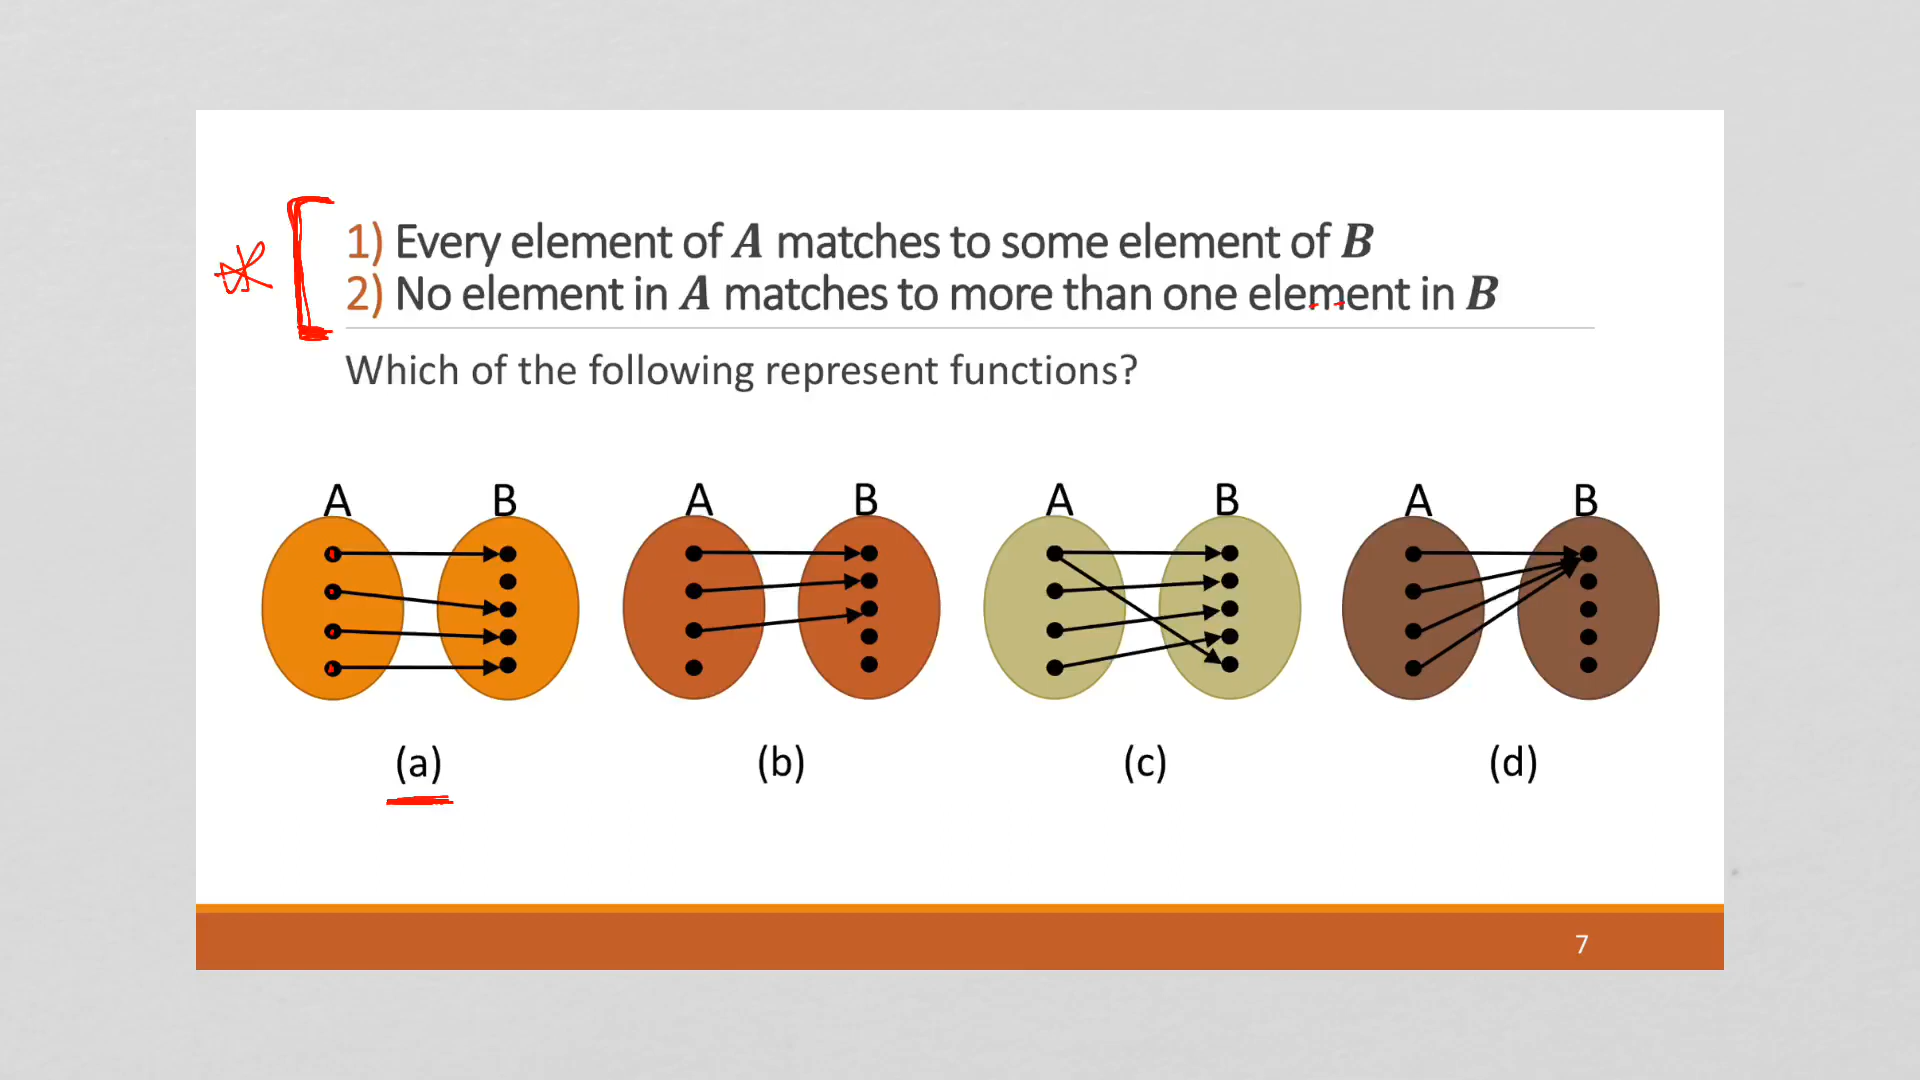 1) Every element of A matches to some element of B
2) No element in A matches to more than one element in B
Which of the following represent functions?
A B A B A B A B
(a) (b) (c) (d)
7